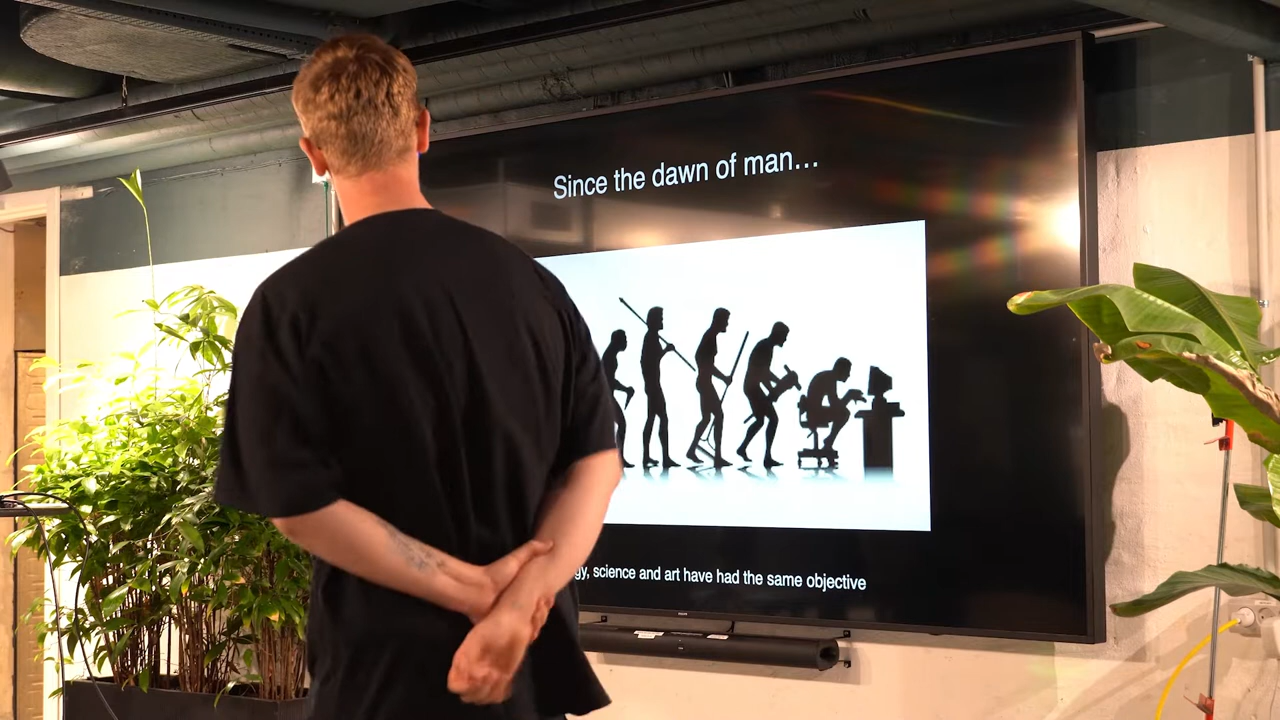 Since the dawn of man...
gy, science and art have had the same objective